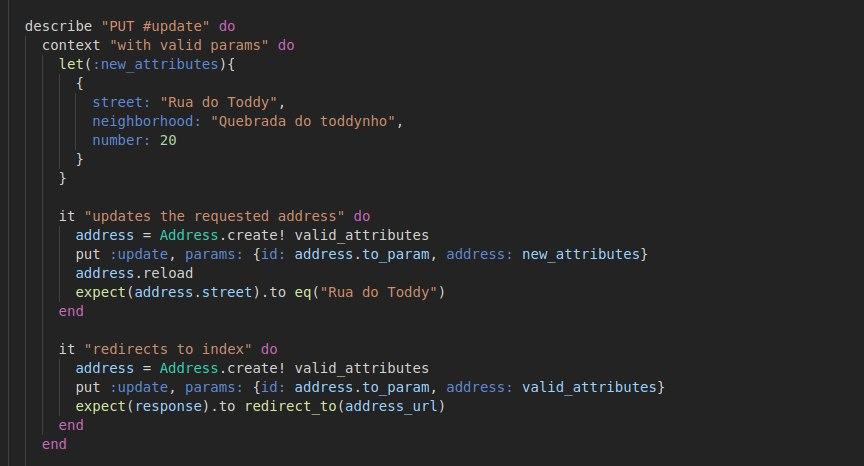 describe "PUT #update" do
context "with valid params" do
let(:new_attributes){
{
street: "Rua do Toddy",
neighborhood: "Quebrada do toddynho",
number: 20
}
}
it "updates the requested address" do
address = Address.create! valid_attributes
put :update, params: {id: address.to_param, address: new_attributes}
address.reload
expect(address.street).to eq("Rua do Toddy")
end
it "redirects to index" do
address = Address.create! valid_attributes
put :update, params: {id: address.to_param, address: valid_attributes}
expect(response).to redirect_to(address_url)
end
end